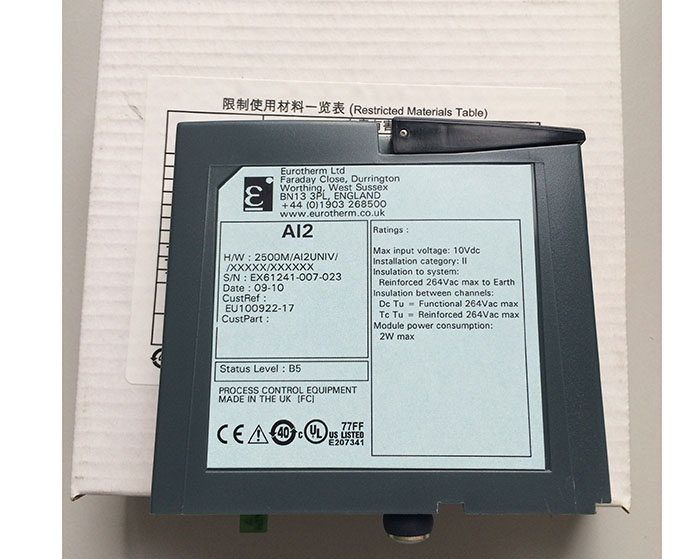 限制使用材料一览表 (Restricted Materials Table)
Eurotherm Ltd
Faraday Close, Durrington
Worthing, West Sussex
BN13 3PL, ENGLAND
+44 (0)1903 268500
www.eurotherm.co.uk
AI2
H/W : 2500M/AI2UNIV/
/XXXXX/XXXXXX
S/N : EX61241-007-023
Date : 09-10
CustRef :
EU100922-17
CustPart :
Status Level : B5
PROCESS CONTROL EQUIPMENT
MADE IN THE UK [FC]
CE
40
c UL US LISTED
77FF
E207341
Ratings :
Max input voltage: 10Vdc
Installation category: II
Insulation to system:
Reinforced 264Vac max to Earth
Insulation between channels:
Dc Tu = Functional 264Vac max
Tc Tu = Reinforced 264Vac max
Module power consumption:
2W max